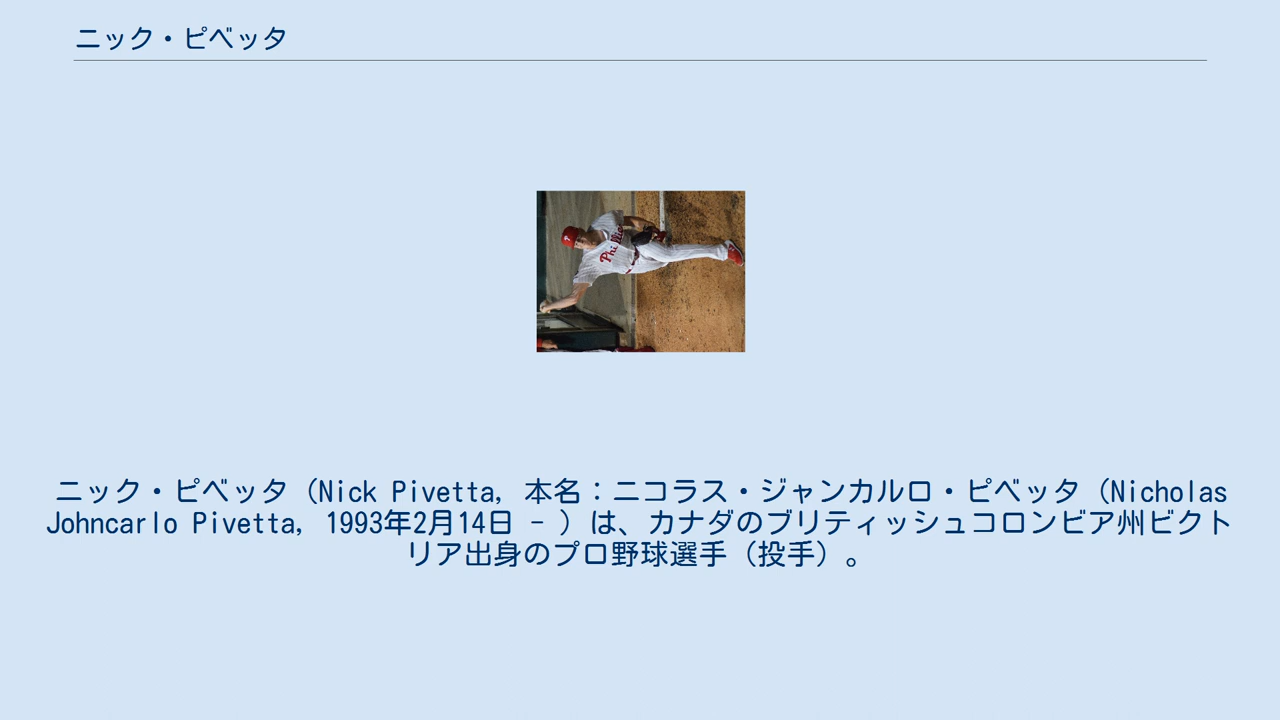 ニック・ピベッタ
Phillies
ニック・ピベッタ（Nick Pivetta, 本名：ニコラス・ジャンカルロ・ピベッタ（Nicholas
Johncarlo Pivetta, 1993年2月14日 - ）は、カナダのブリティッシュコロンビア州ビクト
リア出身のプロ野球選手（投手）。